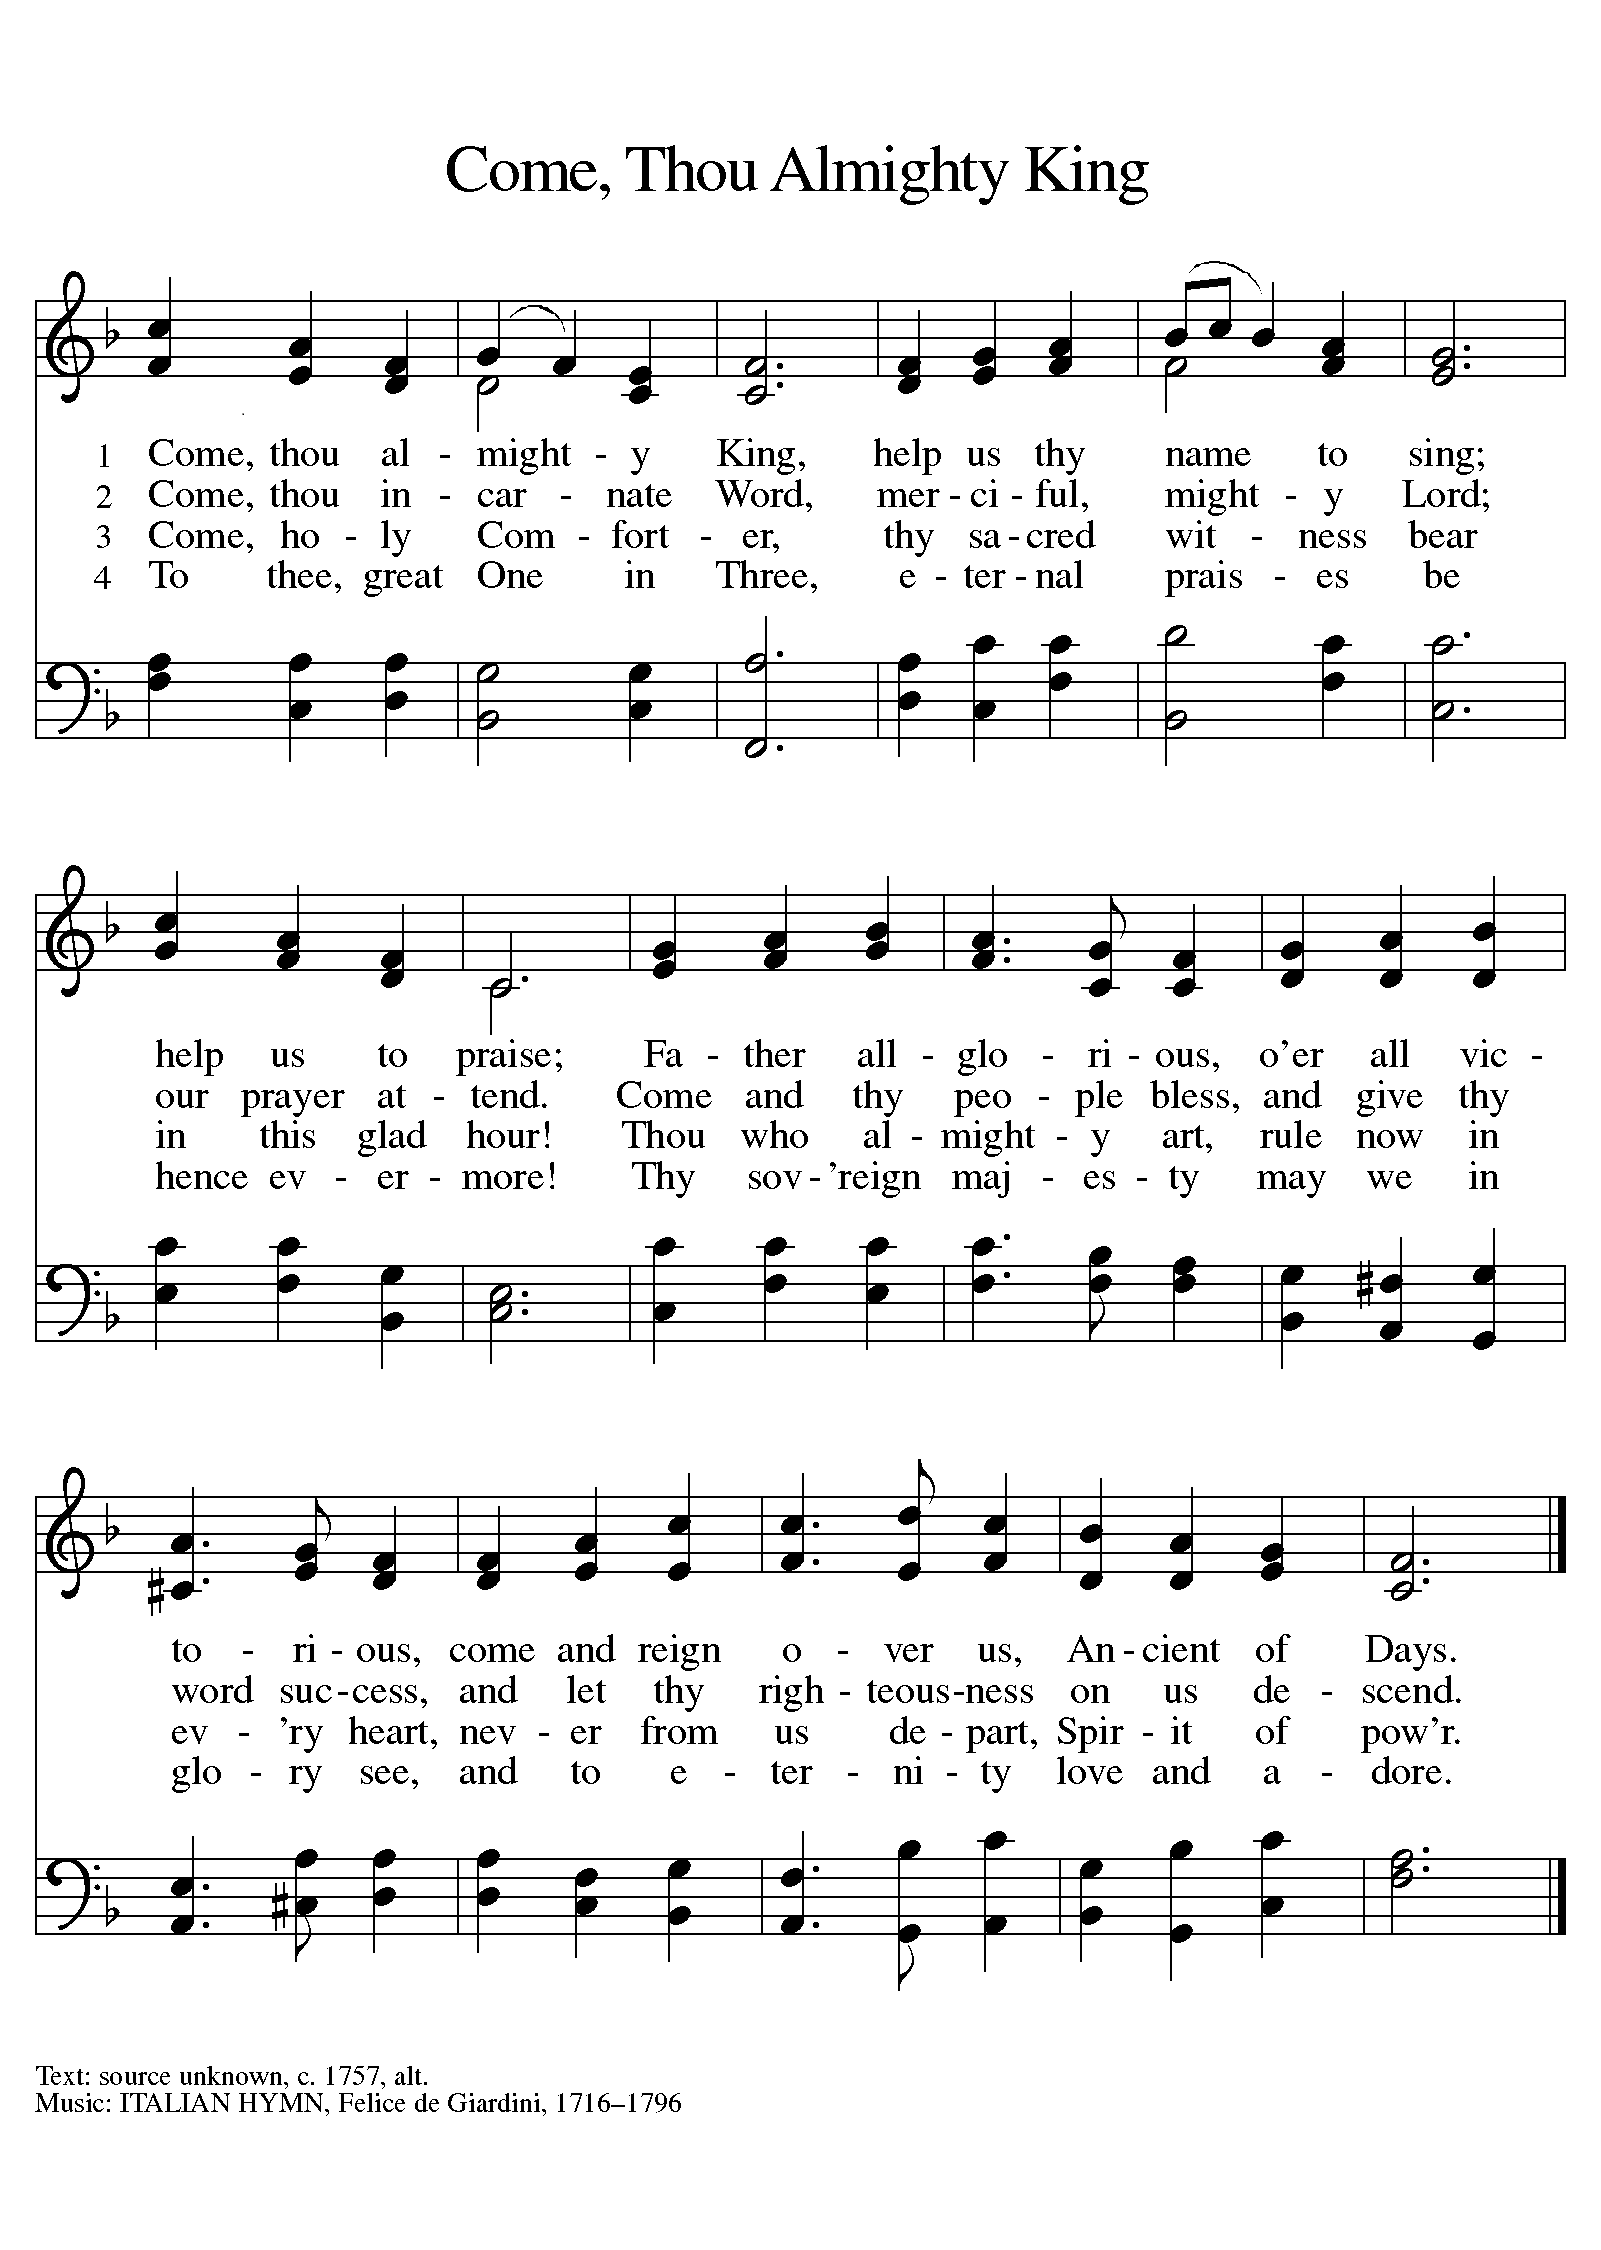 Come, Thou Almighty King
1 Come, thou al - might - y King, help us thy name to sing;
2 Come, thou in - car - nate Word, mer - ci - ful, might - y Lord;
3 Come, ho - ly Com - fort - er, thy sa - cred wit - ness bear
4 To thee, great One in Three, e - ter - nal prais - es be
help us to praise; Fa - ther all - glo - ri - ous, o'er all vic -
our prayer at - tend. Come and thy peo - ple bless, and give thy
in this glad hour! Thou who al - might - y art, rule now in
hence ev - er - more! Thy sov - 'reign maj - es - ty may we in
to - ri - ous, come and reign o - ver us, An - cient of Days.
word suc - cess, and let thy righ - teous - ness on us de - scend.
ev - 'ry heart, nev - er from us de - part, Spir - it of pow'r.
glo - ry see, and to e - ter - ni - ty love and a - dore.
Text: source unknown, c. 1757, alt.
Music: ITALIAN HYMN, Felice de Giardini, 1716–1796